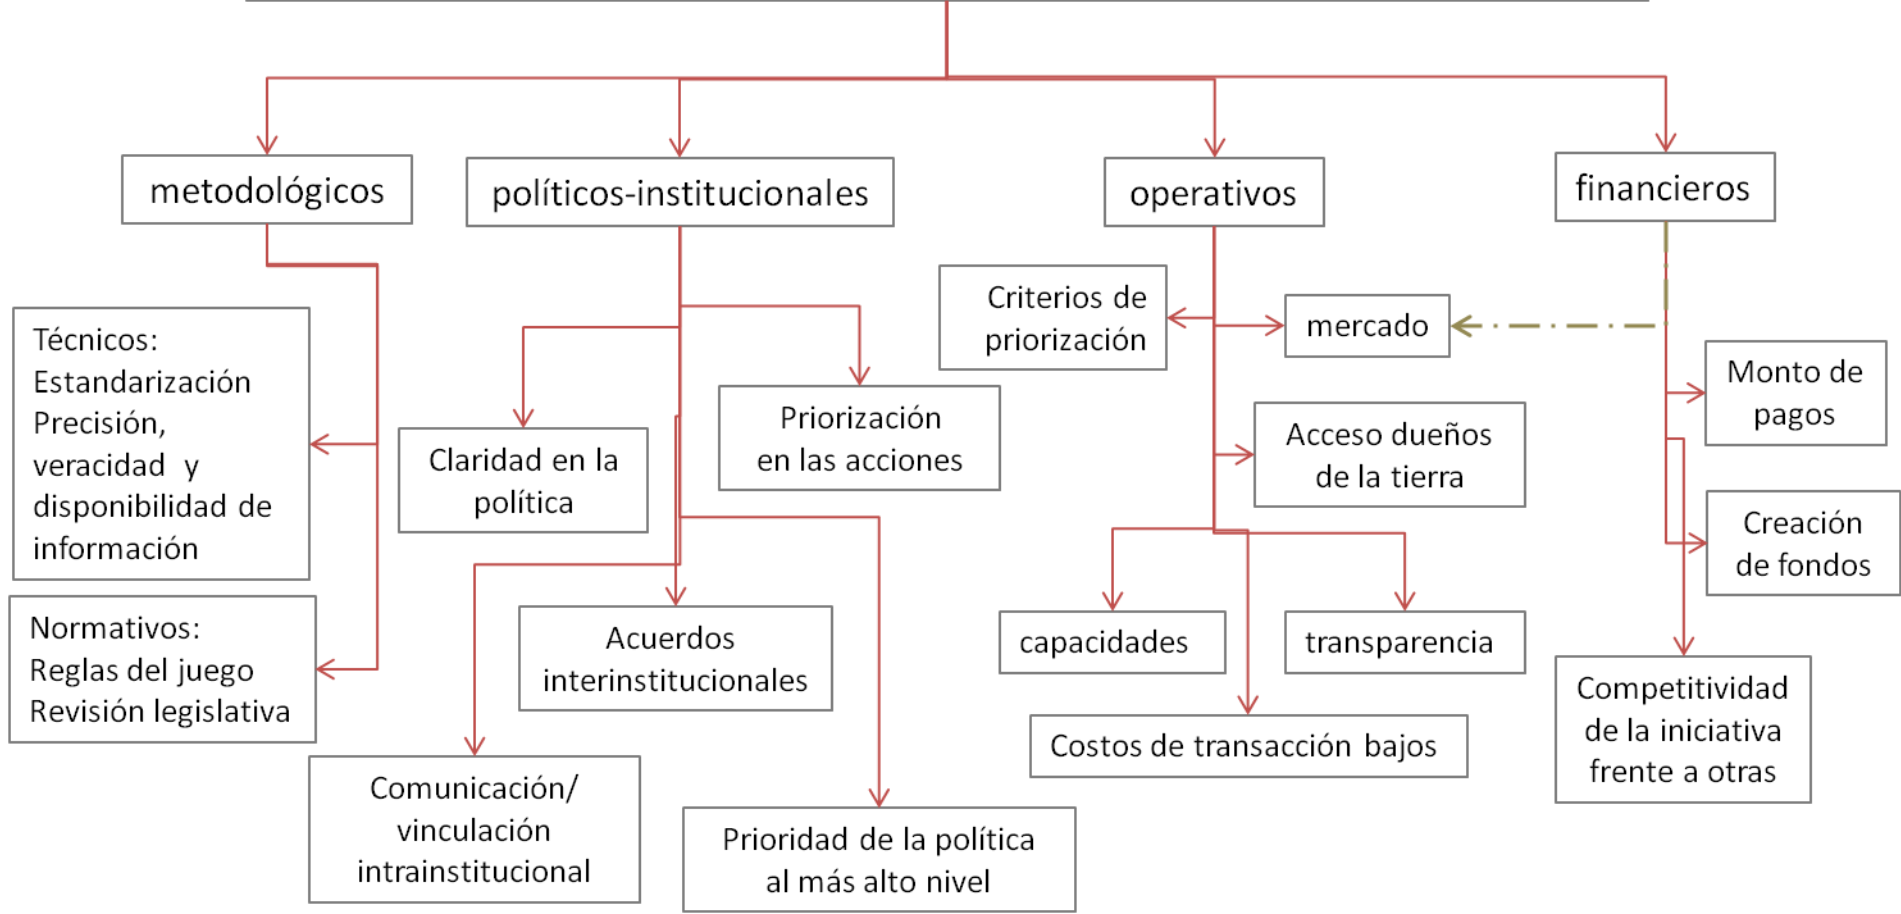 metodológicos
políticos-institucionales
operativos
financieros
Técnicos:
Estandarización
Precisión,
veracidad y
disponibilidad de
información
Normativos:
Reglas del juego
Revisión legislativa
Claridad en la
política
Priorización
en las acciones
Acuerdos
interinstitucionales
Comunicación/
vinculación
intrainstitucional
Prioridad de la política
al más alto nivel
Criterios de
priorización
mercado
Acceso dueños
de la tierra
capacidades
transparencia
Costos de transacción bajos
Monto de
pagos
Creación
de fondos
Competitividad
de la iniciativa
frente a otras